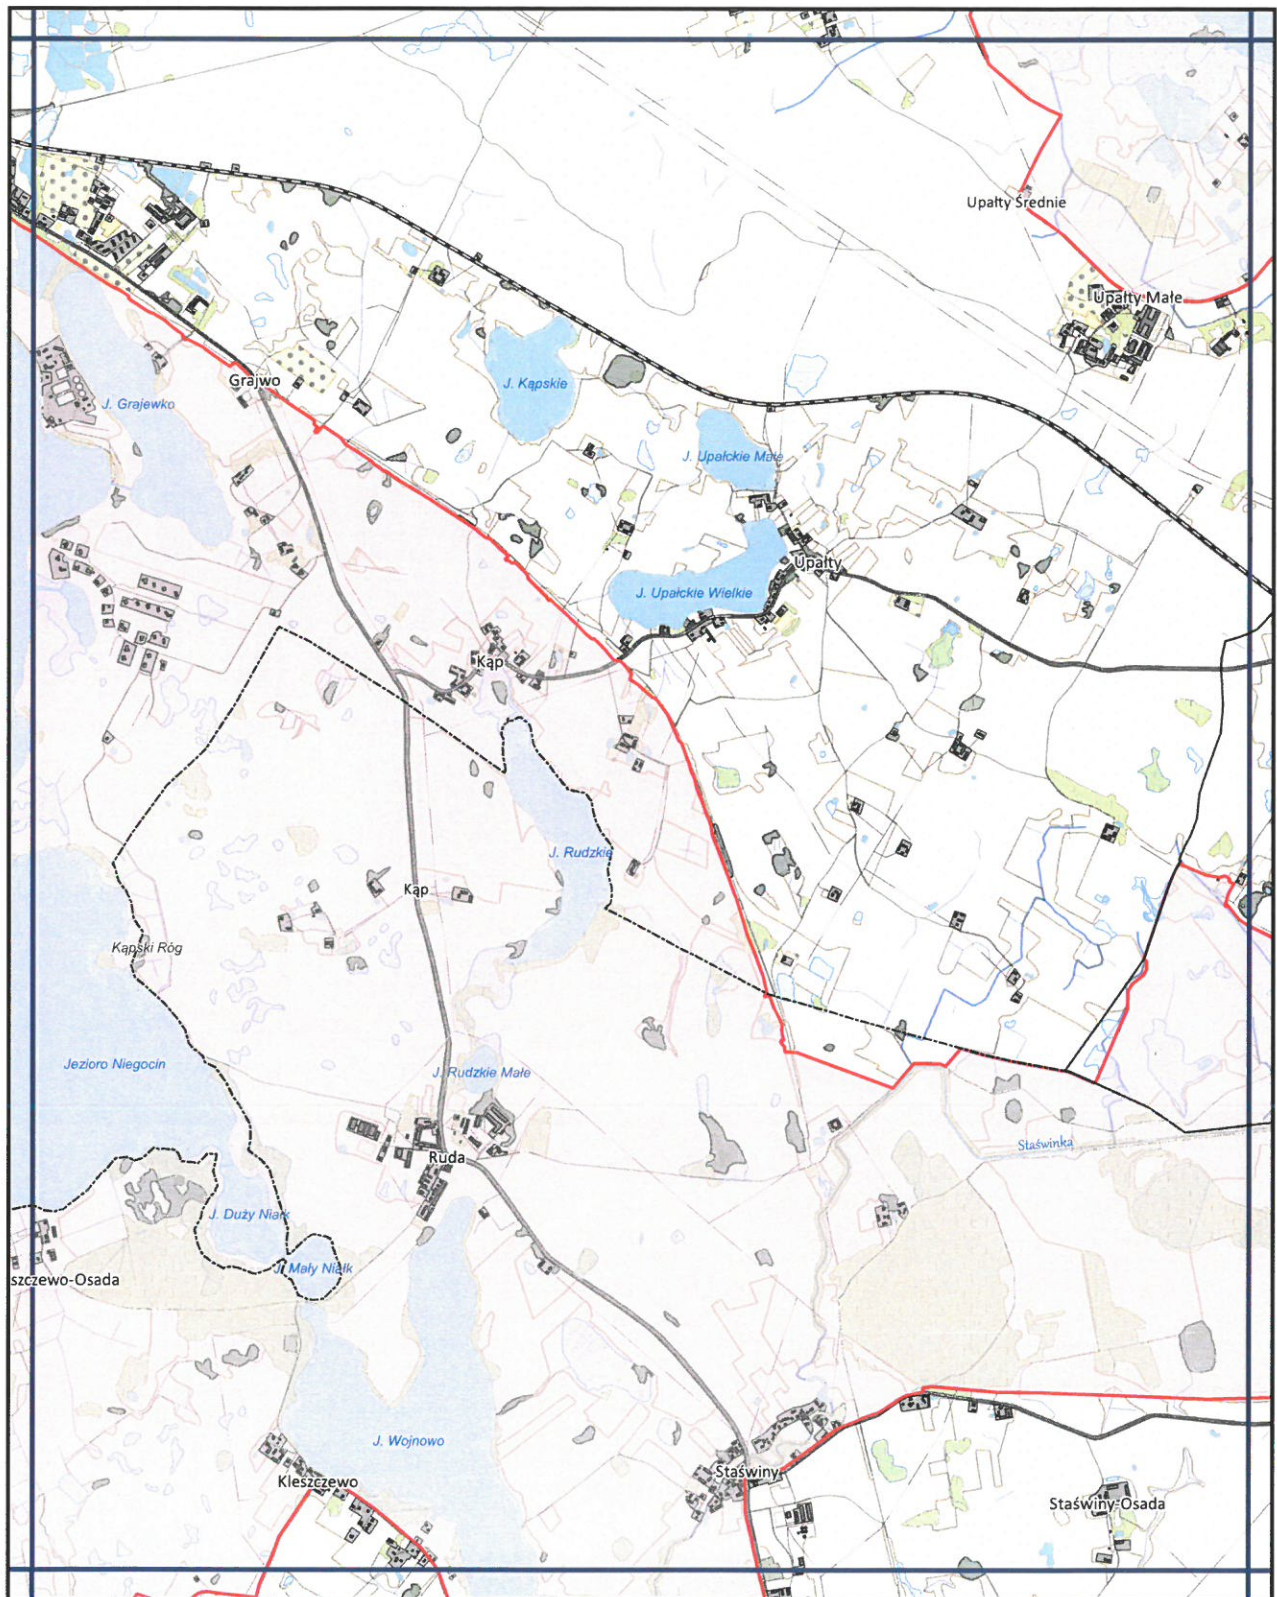 Upałty Średnie
Upałty Małe
Grajwo
J. Kąpskie
J. Grajewko
J. Upałckie Małe
Upałty
J. Upałckie Wielkie
Kąp
J. Rudzkie
Kąp
Kąpski Róg
Jezioro Niegocin
J. Rudzkie Małe
Staświnka
Ruda
J. Duży Niałk
J. Mały Niałk
szczewo-Osada
J. Wojnowo
Staświny
Kleszczewo
Staświny-Osada